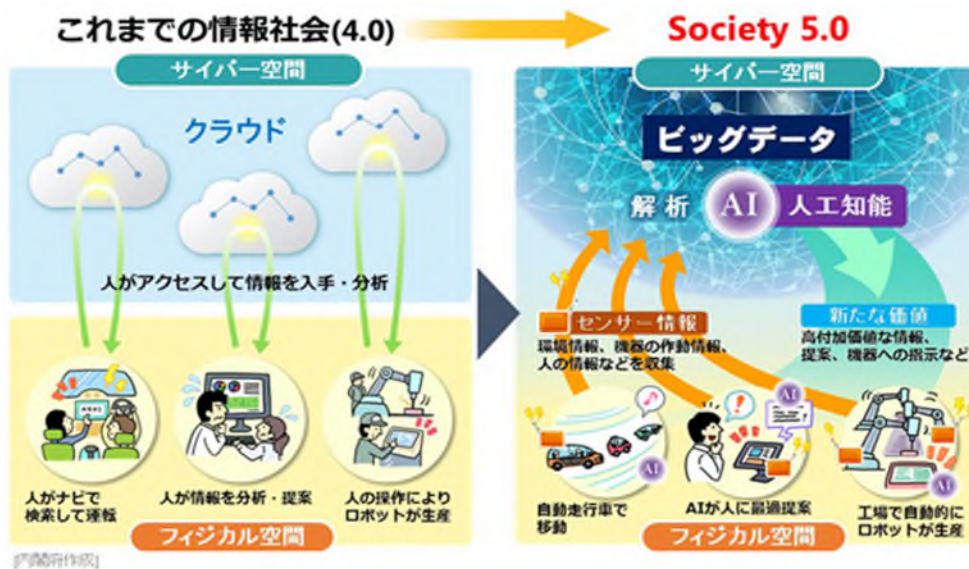 これまでの情報社会(4.0)
Society 5.0
サイバー空間
クラウド
人がアクセスして情報を入手・分析
人がナビで
検索して運転
人が情報を分析・提案
人の操作により
ロボットが生産
フィジカル空間
サイバー空間
ビッグデータ
解析 AI 人工知能
センサー情報
環境情報、機器の作動情報、
人の情報などを収集
新たな価値
高付加価値な情報、
提案、機器への指示など
AI
AI
AI
自動走行車で
移動
AIが人に最適提案
工場で自動的に
ロボットが生産
フィジカル空間
[内閣府作成]